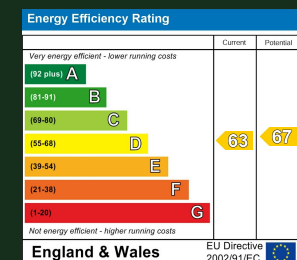 Energy Efficiency Rating
Current Potential
Very energy efficient - lower running costs
(92 plus) A
(81-91) B
(69-80) C
(55-68) D 63 67
(39-54) E
(21-38) F
(1-20) G
Not energy efficient - higher running costs
England & Wales
EU Directive
2002/91/EC